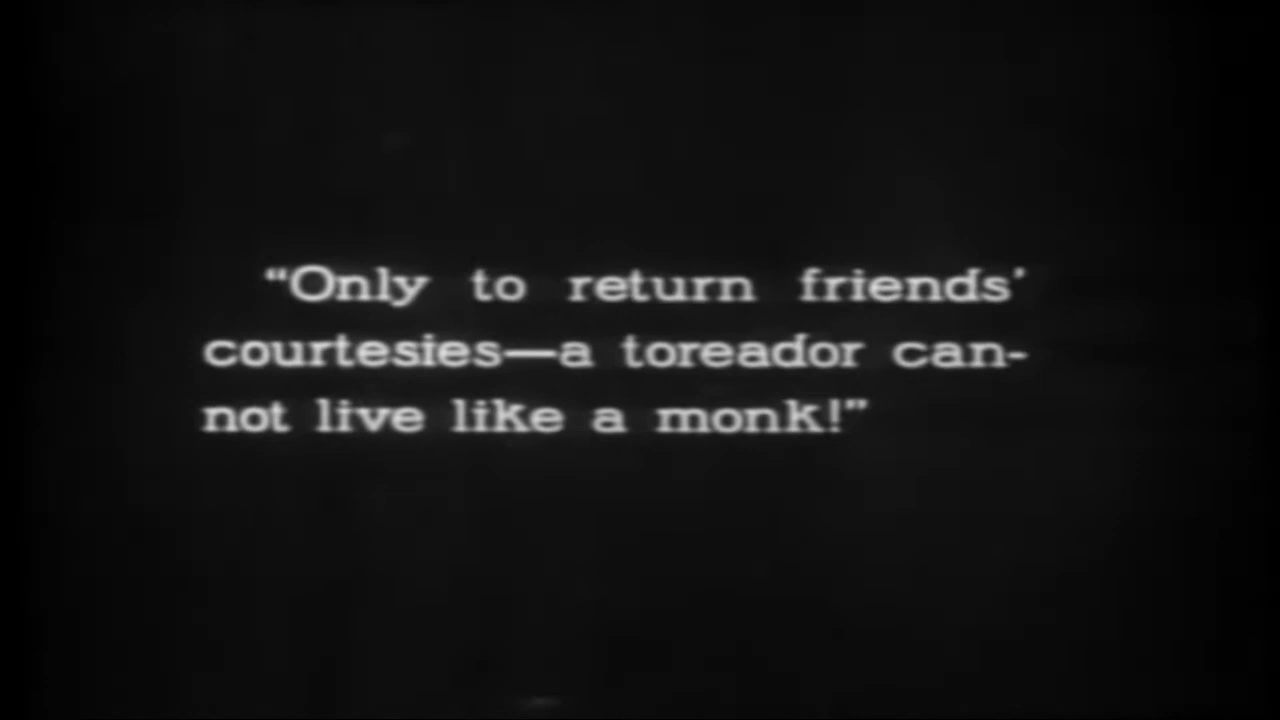 “Only to return friends’
courtesies—a toreador can-
not live like a monk!”